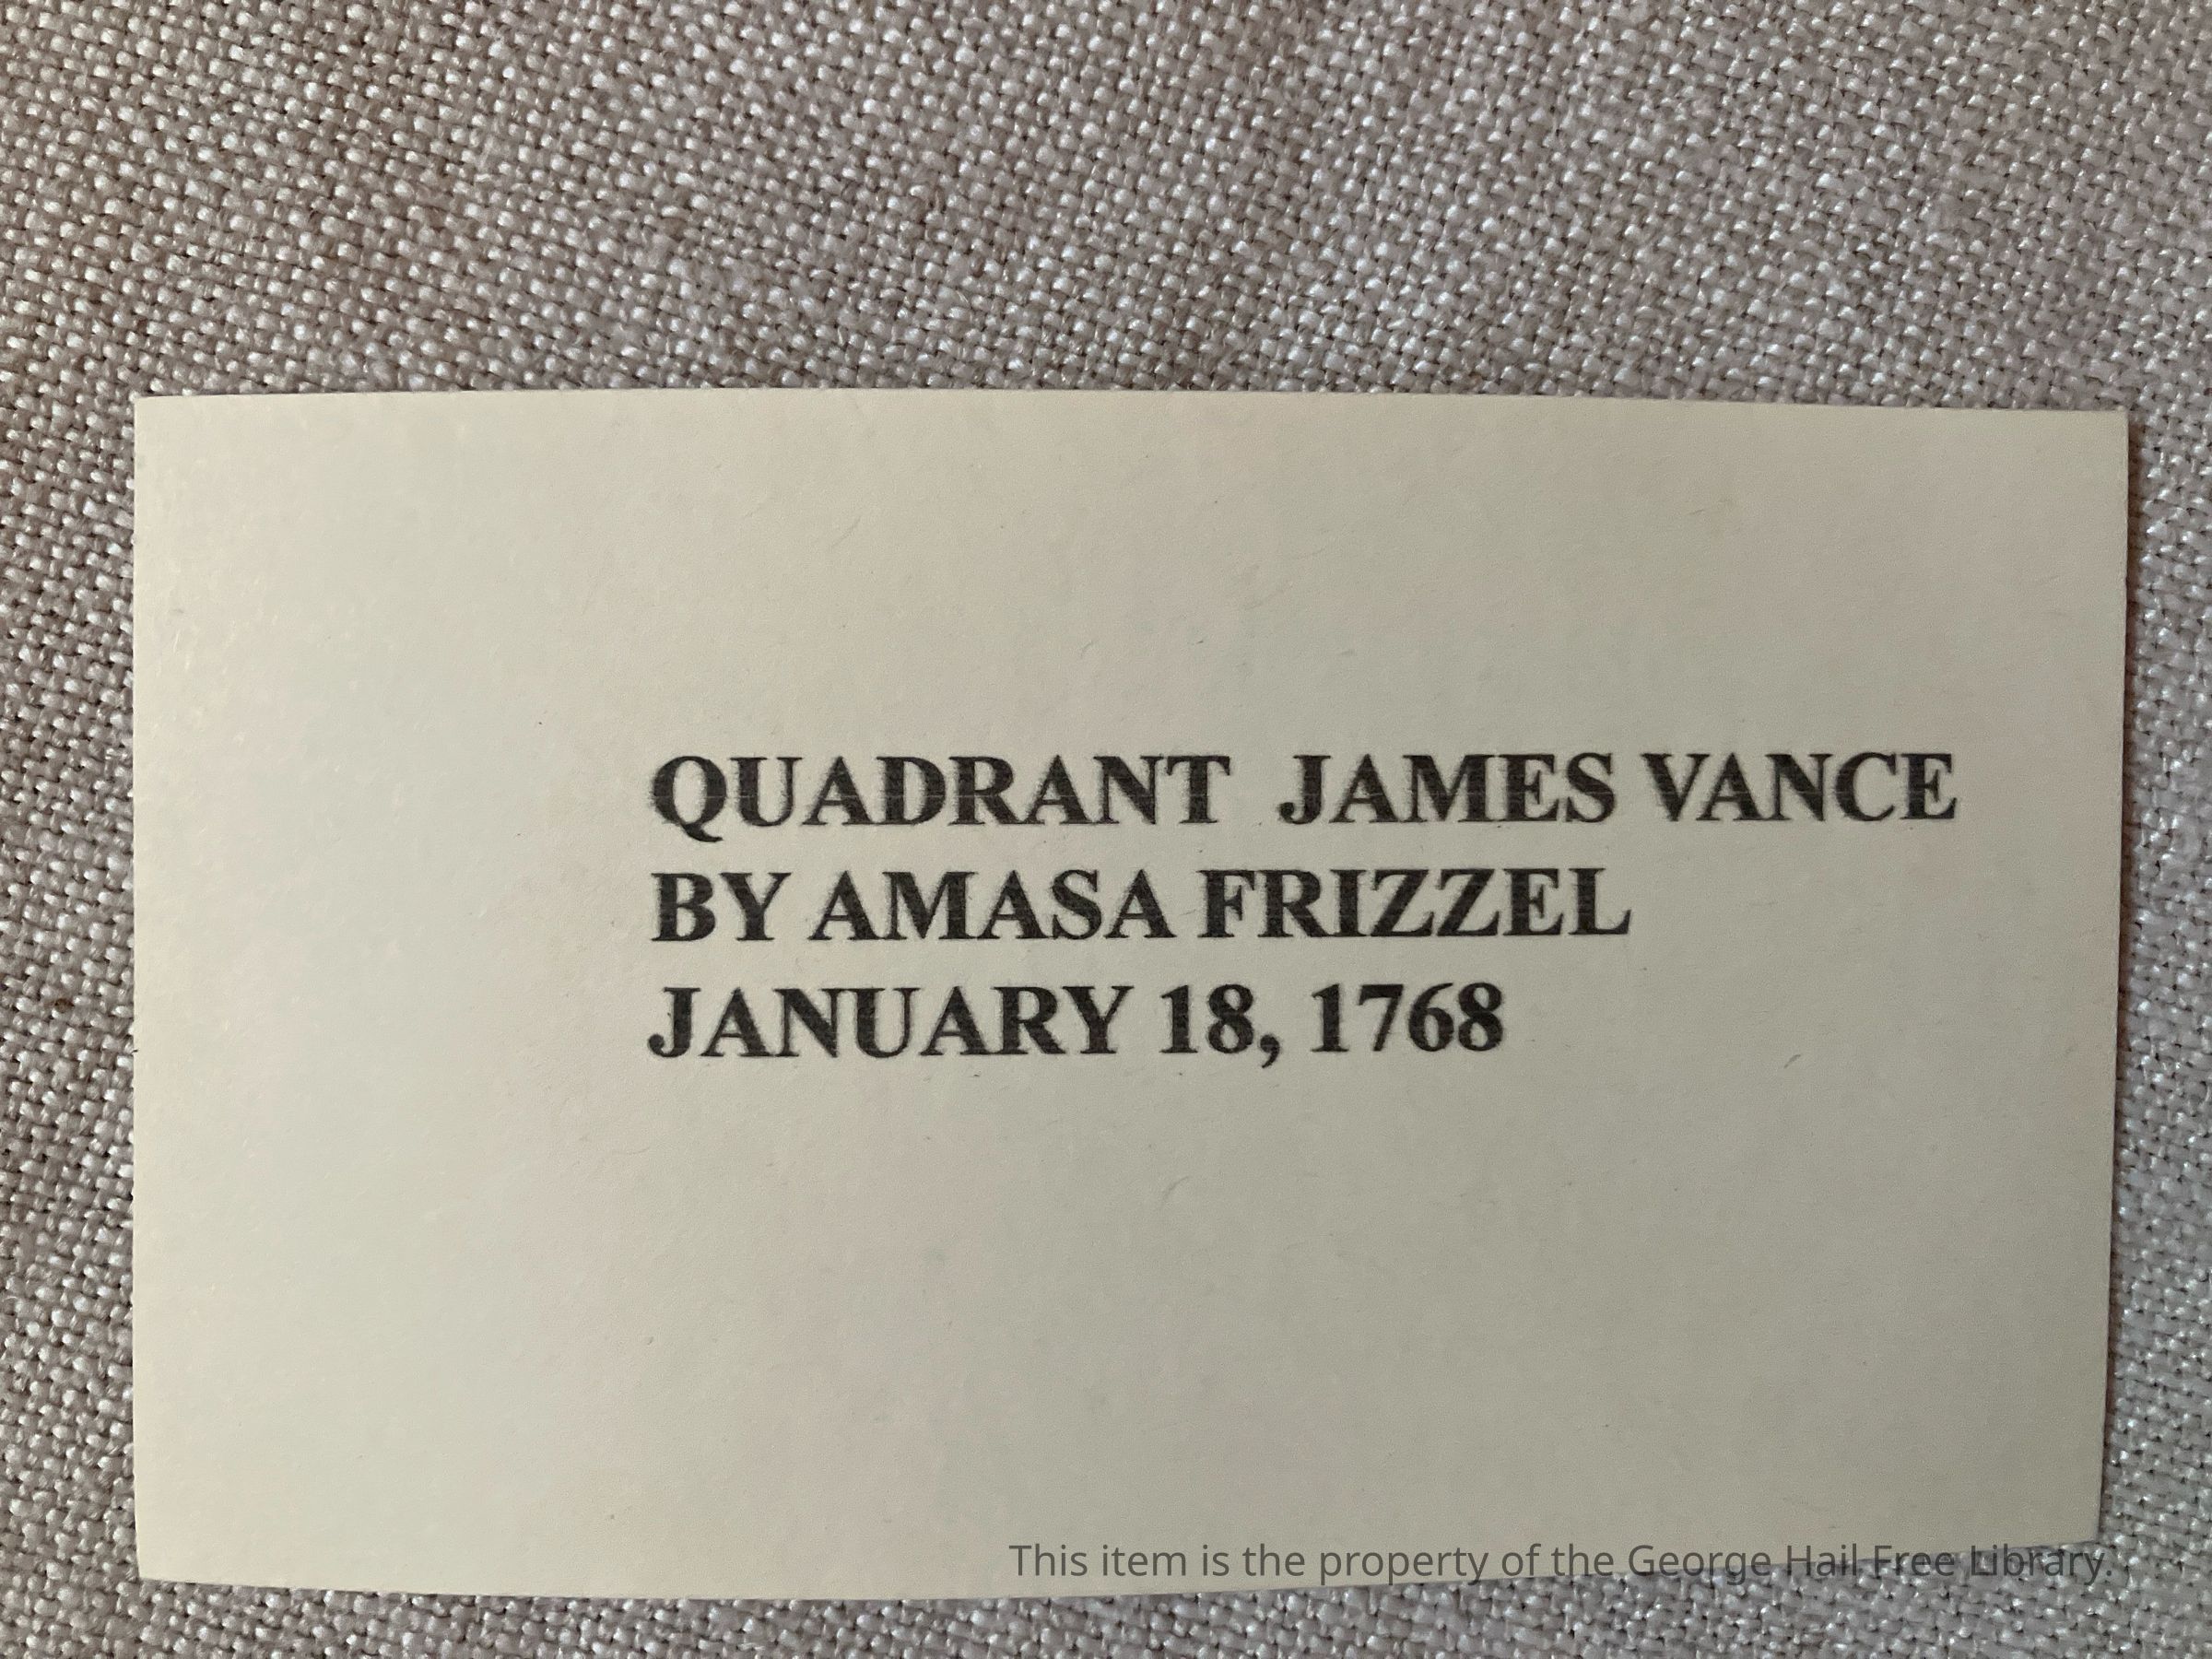 QUADRANT  JAMES VANCE
BY AMASA FRIZZEL
JANUARY 18, 1768
This item is the property of the George Hail Free Library.